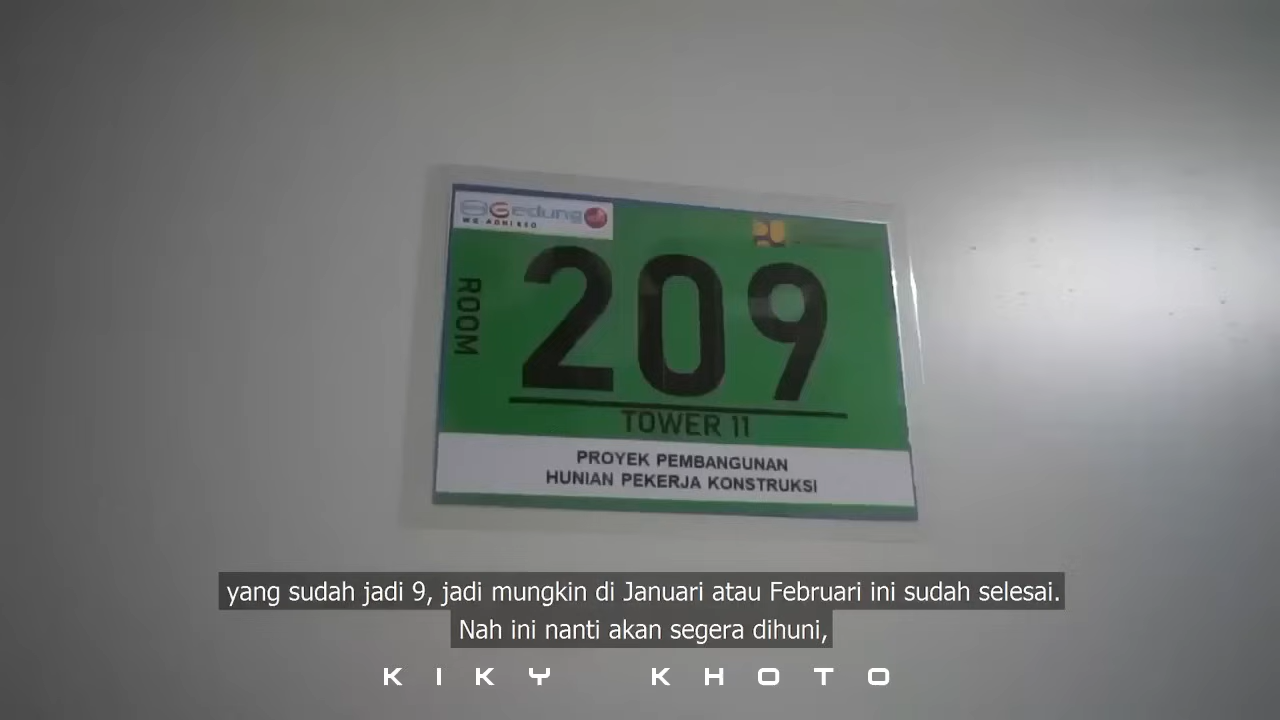 Gedung
ROOM
209
TOWER 11
PROYEK PEMBANGUNAN
HUNIAN PEKERJA KONSTRUKSI
yang sudah jadi 9, jadi mungkin di Januari atau Februari ini sudah selesai.
Nah ini nanti akan segera dihuni,
KIKY KHOTO